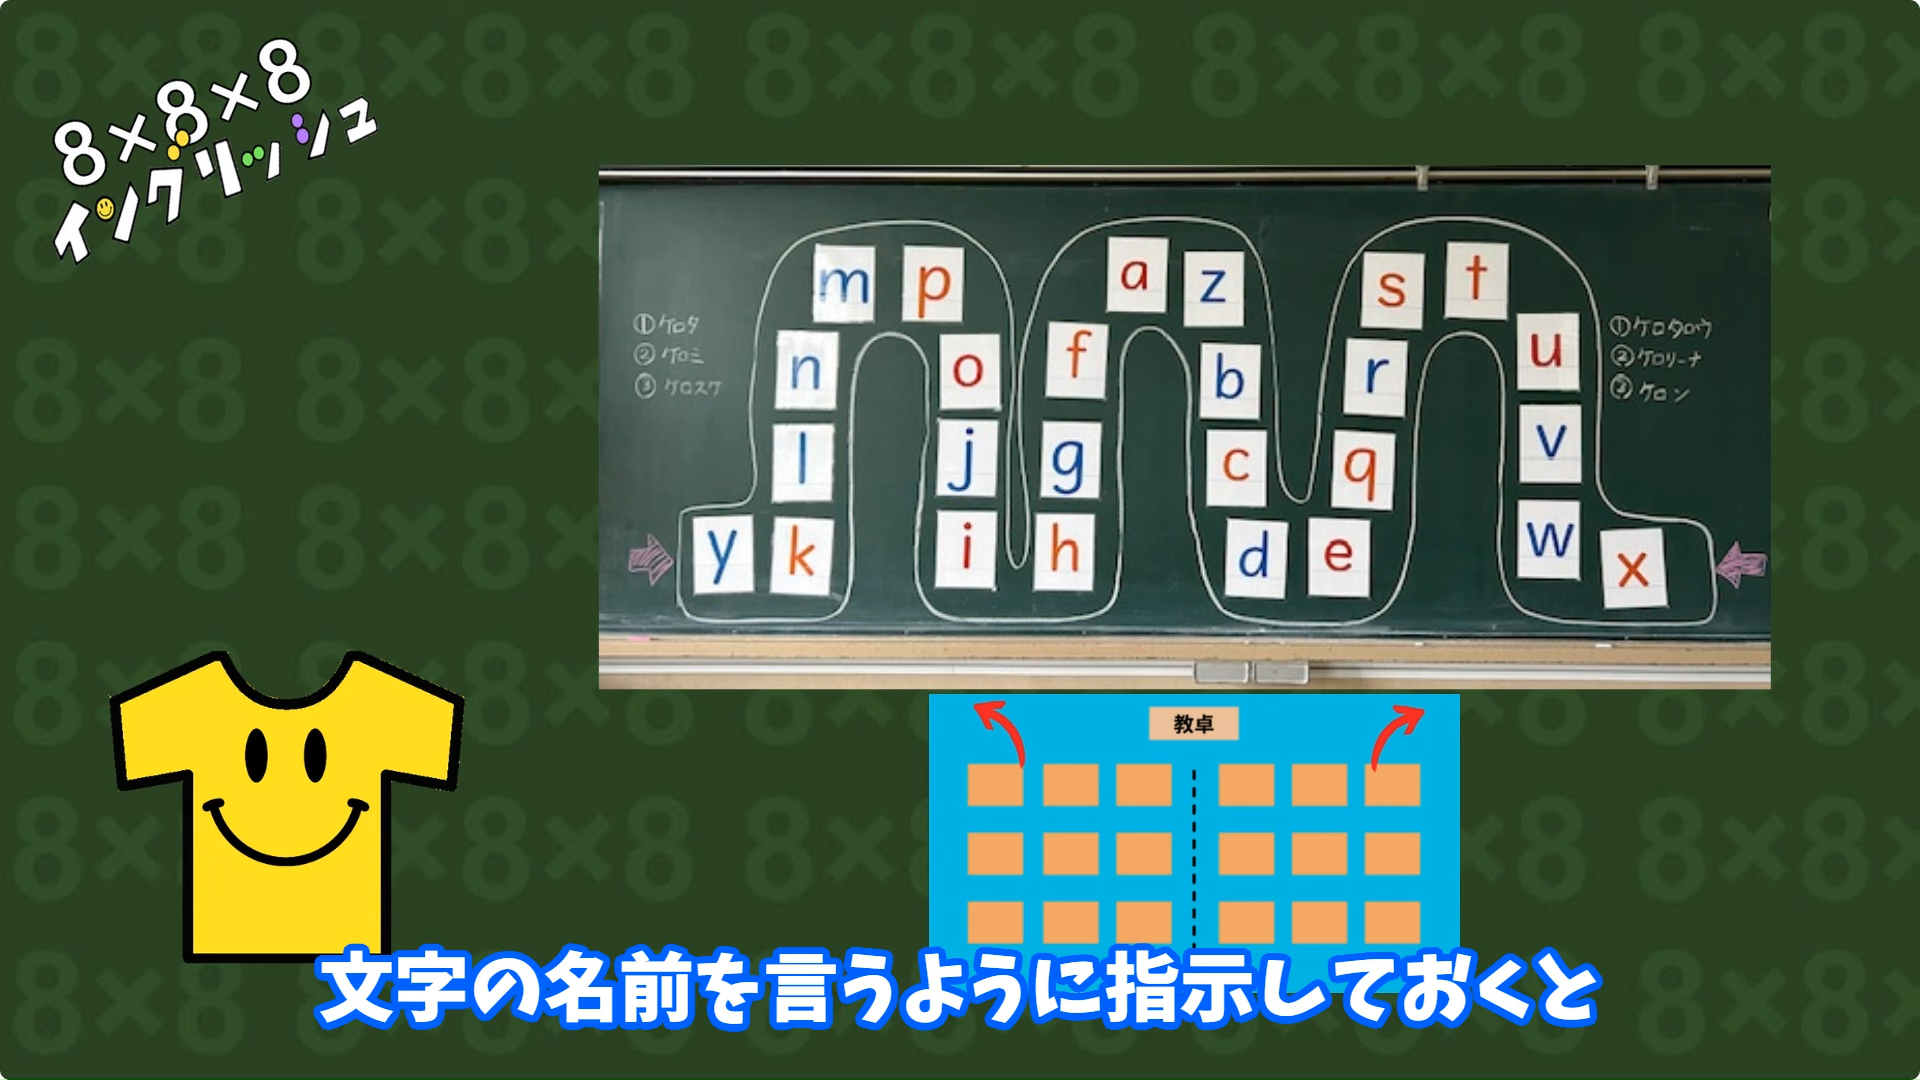 8×8×8
イングリッシュ
m p a z s t
n o f b r u
l j g c q v
y k i h d e w x
①ケロタ
②ケロミ
③ケロスケ
①ケロタロウ
②ケロリーナ
③ケロン
教卓
文字の名前を言うように指示しておくと